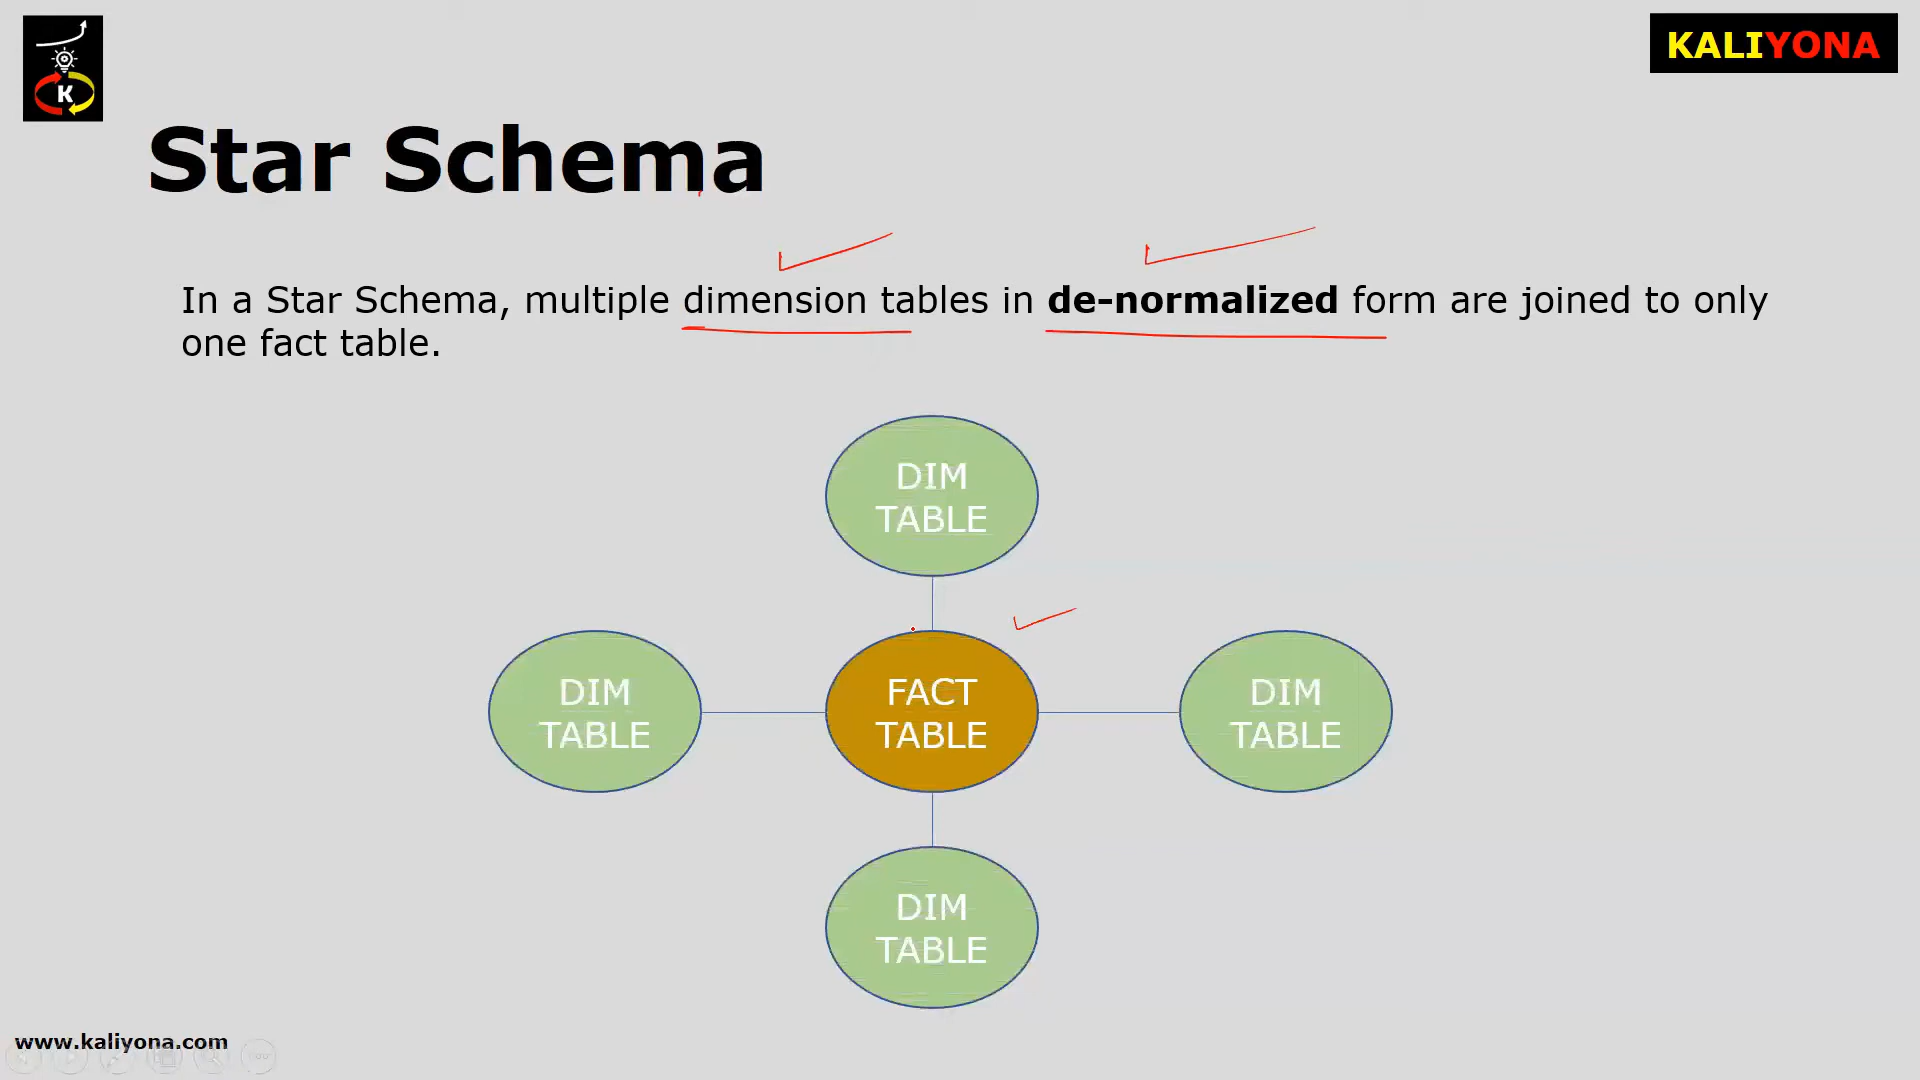 K
KALIYONA
Star Schema
In a Star Schema, multiple dimension tables in de-normalized form are joined to only
one fact table.
DIM
TABLE
DIM
TABLE
FACT
TABLE
DIM
TABLE
DIM
TABLE
www.kaliyona.com